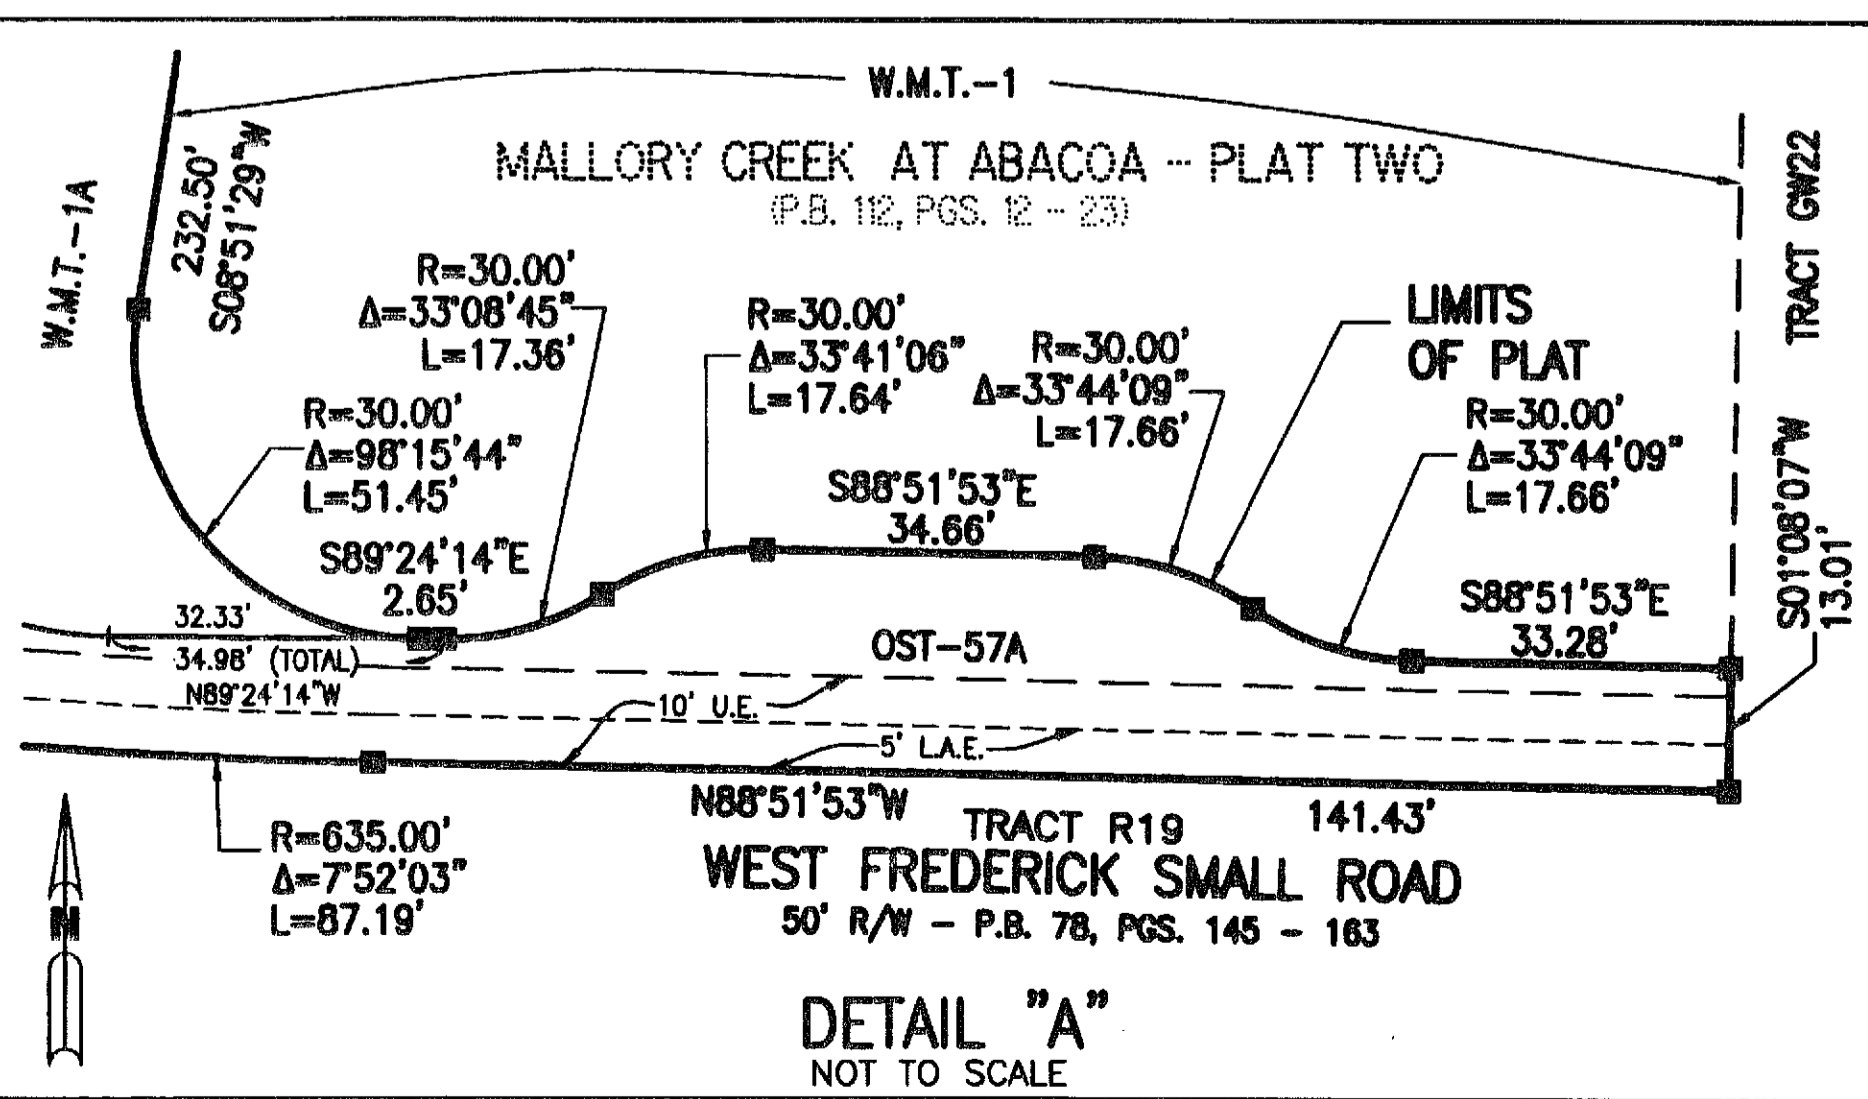 W.M.T.-1
MALLORY CREEK AT ABACOA - PLAT TWO
(P.B. 112, PGS. 12 - 23)
W.M.T.-1A
232.50'
S08°51'29"W
TRACT GW22
R=30.00'
Δ=33°08'45"
L=17.36'
R=30.00'
Δ=33°41'06"
L=17.64'
R=30.00'
Δ=33°44'09"
L=17.66'
LIMITS
OF PLAT
R=30.00'
Δ=33°44'09"
L=17.66'
R=30.00'
Δ=98°15'44"
L=51.45'
S88°51'53"E
34.66'
S01°08'07"W
13.01'
S89°24'14"E
2.65'
S88°51'53"E
33.28'
32.33'
34.98' (TOTAL)
N89°24'14"W
OST-57A
10' U.E.
5' L.A.E.
N88°51'53"W
141.43'
TRACT R19
WEST FREDERICK SMALL ROAD
50' R/W - P.B. 78, PGS. 145 - 163
R=635.00'
Δ=7°52'03"
L=87.19'
N
DETAIL "A"
NOT TO SCALE